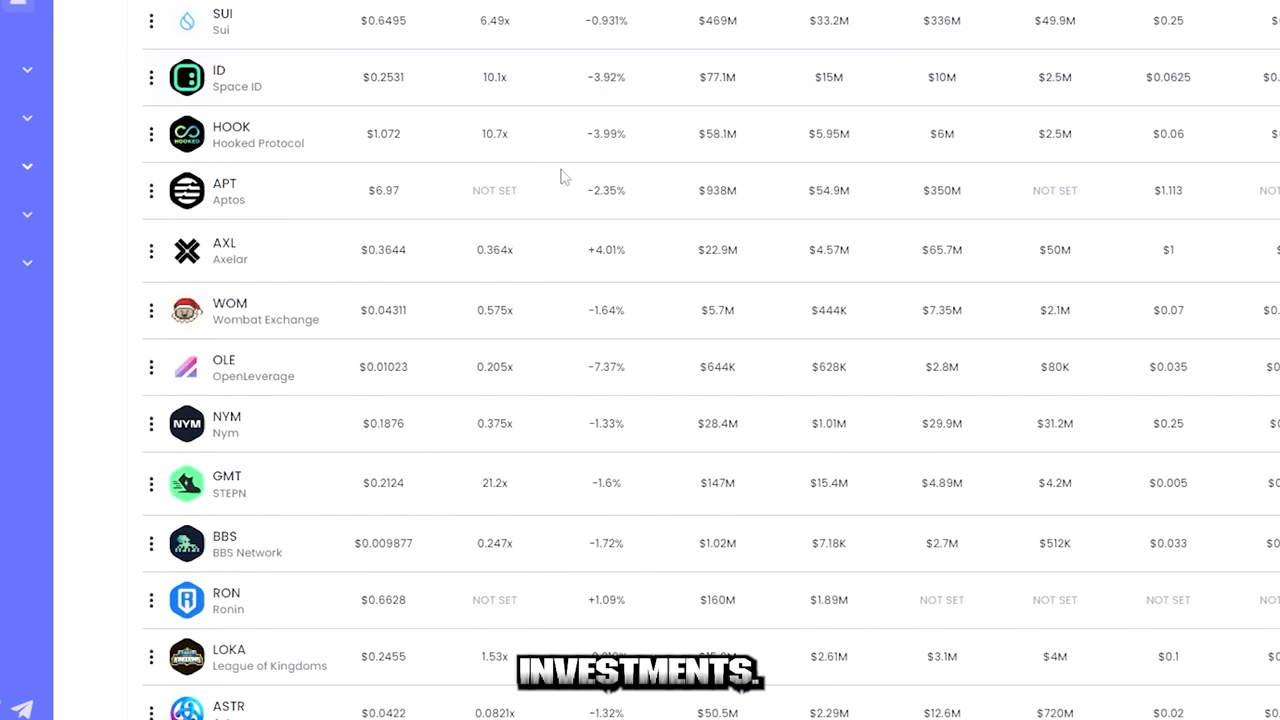 SUI $0.6495 6.49x -0.931% $469M $33.2M $336M $49.9M $0.25
Sui
ID $0.2531 10.1x -3.92% $77.1M $15M $10M $2.5M $0.0625
Space ID
HOOK $1.072 10.7x -3.99% $58.1M $5.95M $6M $2.5M $0.06
Hooked Protocol
APT $6.97 NOT SET -2.35% $938M $54.9M $350M NOT SET $1.113
Aptos
AXL $0.3644 0.364x +4.01% $22.9M $4.57M $65.7M $50M $1
Axelar
WOM $0.04311 0.575x -1.64% $5.7M $444K $7.35M $2.1M $0.07
Wombat Exchange
OLE $0.01023 0.205x -7.37% $644K $628K $2.8M $80K $0.035
OpenLeverage
NYM $0.1876 0.375x -1.33% $28.4M $1.01M $29.9M $31.2M $0.25
Nym
GMT $0.2124 21.2x -1.6% $147M $15.4M $4.89M $4.2M $0.005
STEPN
BBS $0.009877 0.247x -1.72% $1.02M $7.18K $2.7M $512K $0.033
BBS Network
RON $0.6628 NOT SET +1.09% $160M $1.89M NOT SET NOT SET NOT SET
Ronin
LOKA $0.2455 1.53x $2.61M $3.1M $4M $0.1
League of Kingdoms
INVESTMENTS.
ASTR $0.0422 0.0821x -1.32% $50.5M $2.29M $12.6M $720M $0.02